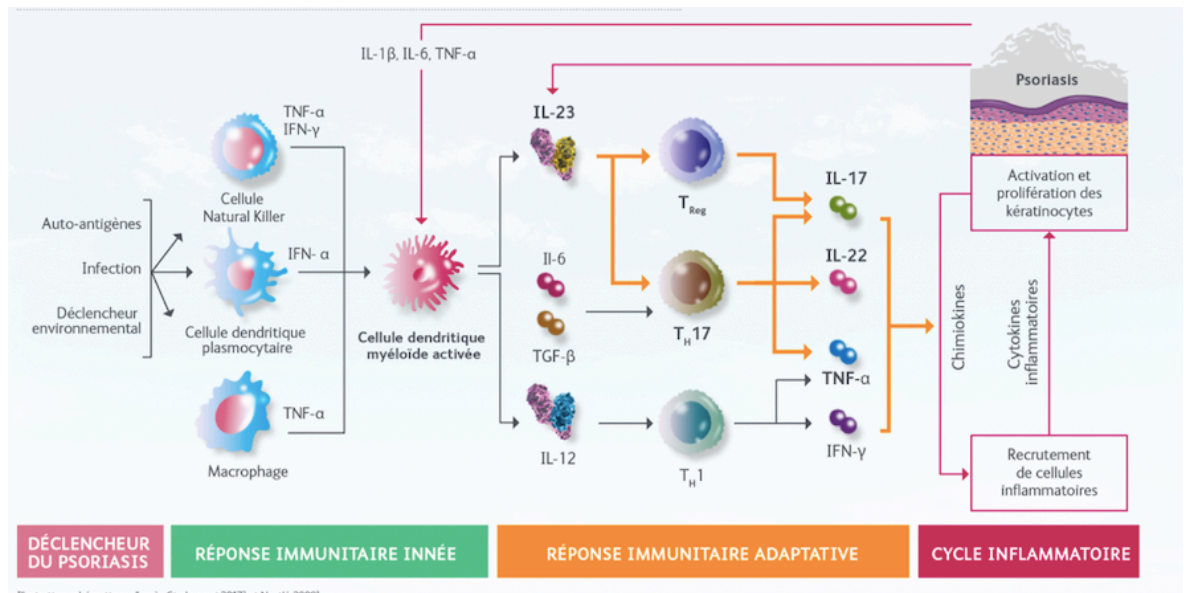 IL-1β, IL-6, TNF-α
TNF-α
IFN-γ
Cellule
Natural Killer
Auto-antigènes
Infection
Déclencheur
environnemental
IFN- α
Cellule dendritique
plasmocytaire
TNF-α
Macrophage
Cellule dendritique
myéloïde activée
IL-23
Il-6
TGF-β
IL-12
TReg
TH17
TH1
IL-17
IL-22
TNF-α
IFN-γ
Psoriasis
Activation et
prolifération des
kératinocytes
Chimiokines
Cytokines
inflammatoires
Recrutement
de cellules
inflammatoires
DÉCLENCHEUR
DU PSORIASIS
RÉPONSE IMMUNITAIRE INNÉE
RÉPONSE IMMUNITAIRE ADAPTATIVE
CYCLE INFLAMMATOIRE